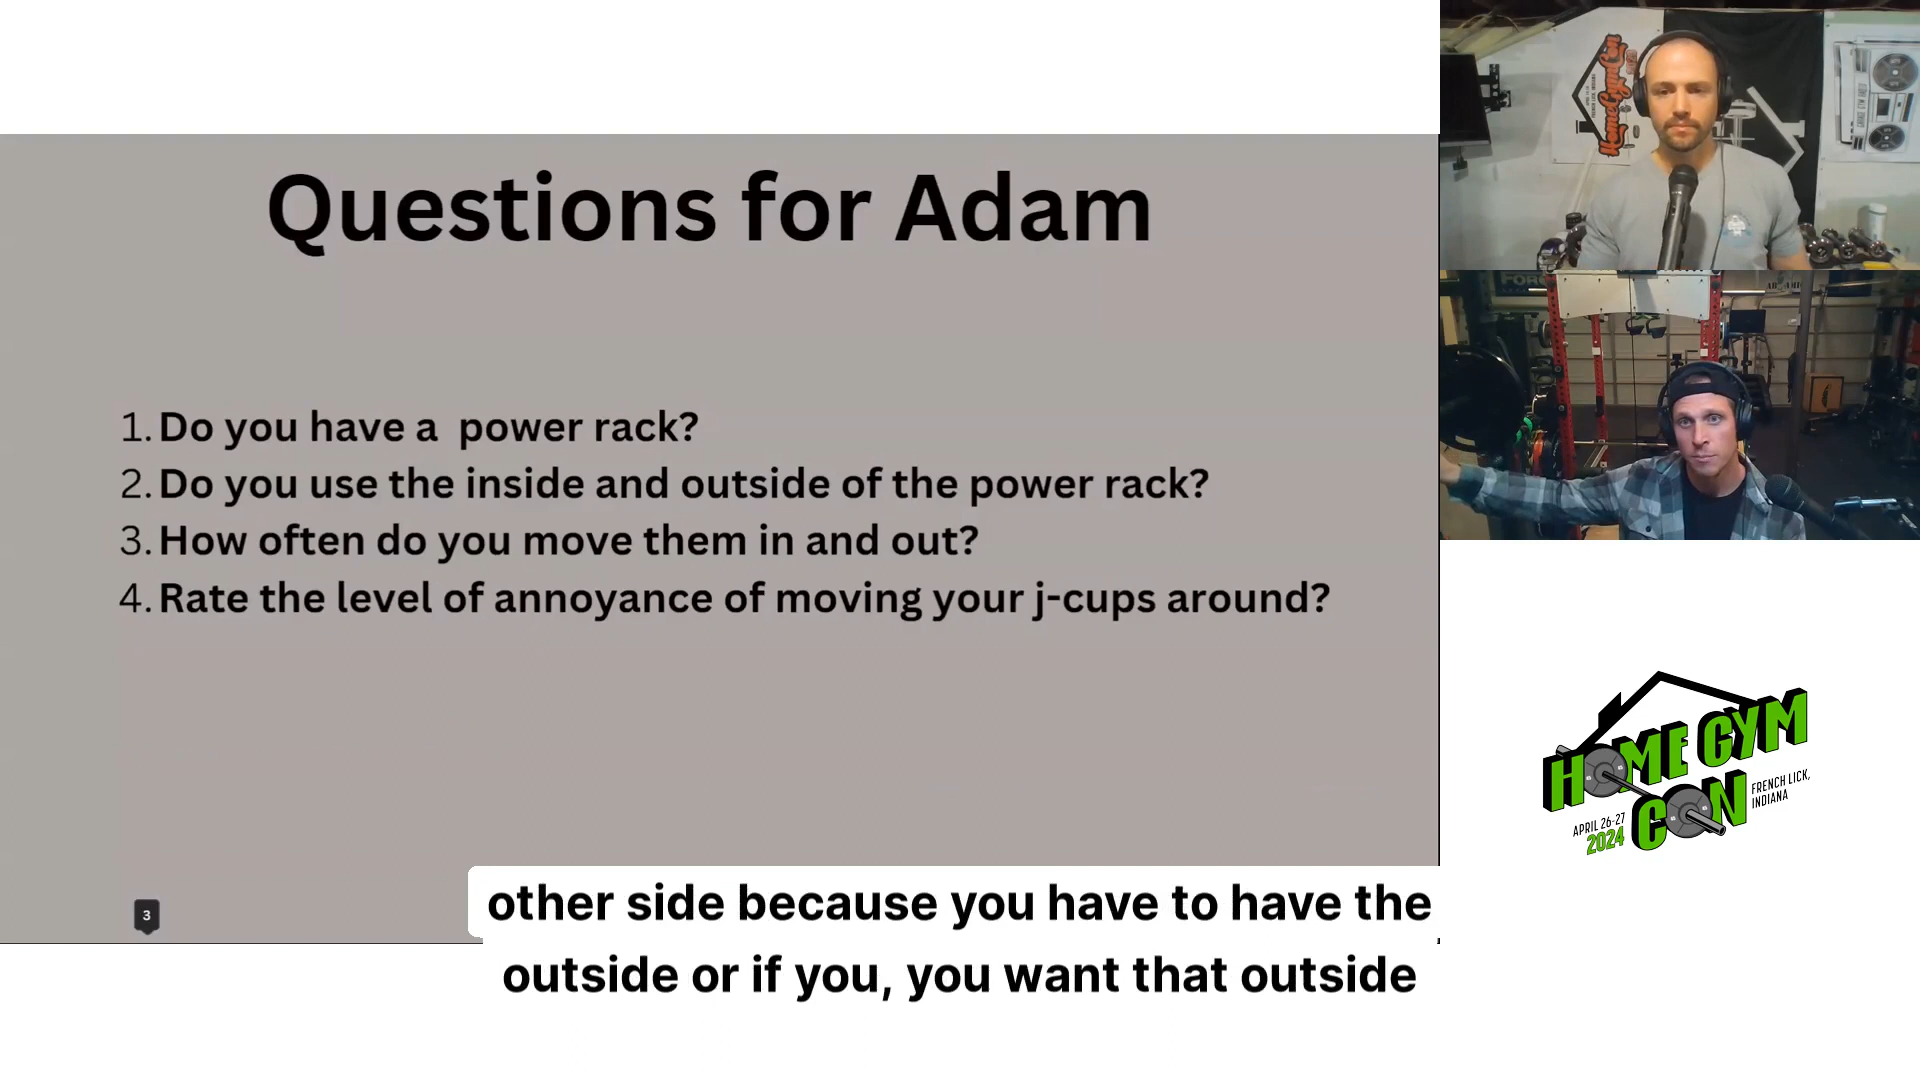 Questions for Adam
1. Do you have a  power rack?
2. Do you use the inside and outside of the power rack?
3. How often do you move them in and out?
4. Rate the level of annoyance of moving your j-cups around?
3
other side because you have to have the
outside or if you, you want that outside
HomeGymCon
HOME GYM
CON
FRENCH LICK,
INDIANA
APRIL 26-27
2024